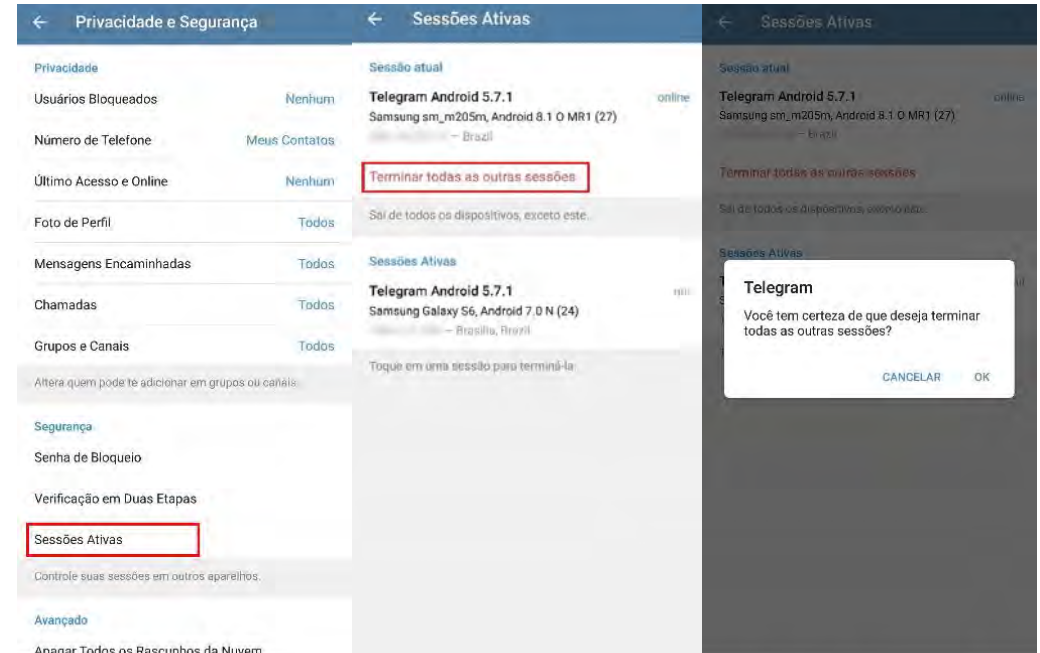 Privacidade e Segurança
Privacidade
Usuários Bloqueados Nenhum
Número de Telefone Meus Contatos
Último Acesso e Online Nenhum
Foto de Perfil Todos
Mensagens Encaminhadas Todos
Chamadas Todos
Grupos e Canais Todos
Altera quem pode te adicionar em grupos ou canais.
Segurança
Senha de Bloqueio
Verificação em Duas Etapas
Sessões Ativas
Controle suas sessões em outros aparelhos.
Avançado
Apagar Todos os Rascunhos da Nuvem
Sessões Ativas
Sessão atual
Telegram Android 5.7.1 online
Samsung sm_m205m, Android 8.1 O MR1 (27)
– Brazil
Terminar todas as outras sessões
Sai de todos os dispositivos, exceto este.
Sessões Ativas
Telegram Android 5.7.1
Samsung Galaxy S6, Android 7.0 N (24)
– Brasilia, Brazil
Toque em uma sessão para terminá-la.
Sessões Ativas
Sessão atual
Telegram Android 5.7.1 online
Samsung sm_m205m, Android 8.1 O MR1 (27)
– Brazil
Terminar todas as outras sessões
Sai de todos os dispositivos, exceto este.
Sessões Ativas
Telegram
Você tem certeza de que deseja terminar
todas as outras sessões?
CANCELAR OK